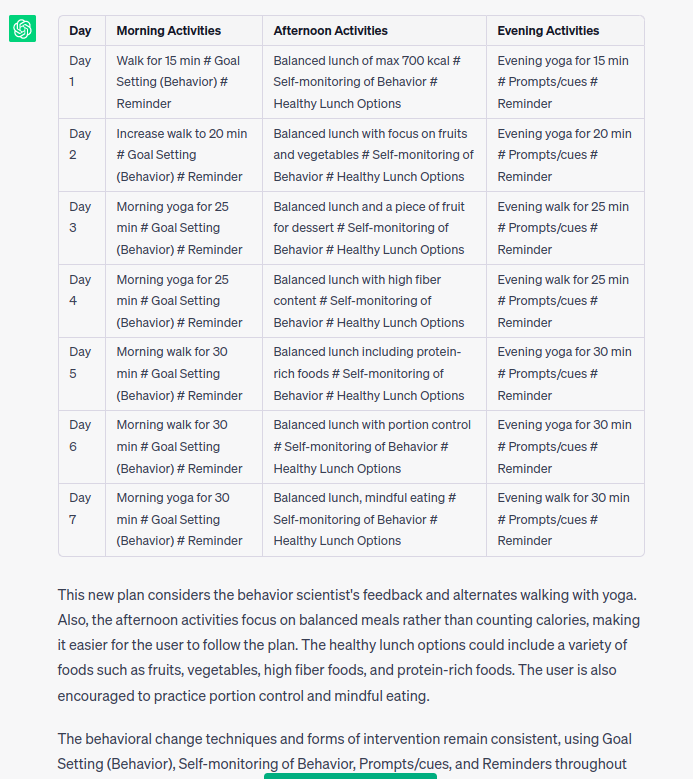 Day Morning Activities Afternoon Activities Evening Activities
Day 1
Walk for 15 min # Goal
Setting (Behavior) #
Reminder
Balanced lunch of max 700 kcal #
Self-monitoring of Behavior #
Healthy Lunch Options
Evening yoga for 15 min
# Prompts/cues #
Reminder
Day 2
Increase walk to 20 min
# Goal Setting
(Behavior) # Reminder
Balanced lunch with focus on fruits
and vegetables # Self-monitoring of
Behavior # Healthy Lunch Options
Evening yoga for 20 min
# Prompts/cues #
Reminder
Day 3
Morning yoga for 25
min # Goal Setting
(Behavior) # Reminder
Balanced lunch and a piece of fruit
for dessert # Self-monitoring of
Behavior # Healthy Lunch Options
Evening walk for 25 min
# Prompts/cues #
Reminder
Day 4
Morning yoga for 25
min # Goal Setting
(Behavior) # Reminder
Balanced lunch with high fiber
content # Self-monitoring of
Behavior # Healthy Lunch Options
Evening walk for 25 min
# Prompts/cues #
Reminder
Day 5
Morning walk for 30
min # Goal Setting
(Behavior) # Reminder
Balanced lunch including protein-
rich foods # Self-monitoring of
Behavior # Healthy Lunch Options
Evening yoga for 30 min
# Prompts/cues #
Reminder
Day 6
Morning walk for 30
min # Goal Setting
(Behavior) # Reminder
Balanced lunch with portion control
# Self-monitoring of Behavior #
Healthy Lunch Options
Evening yoga for 30 min
# Prompts/cues #
Reminder
Day 7
Morning yoga for 30
min # Goal Setting
(Behavior) # Reminder
Balanced lunch, mindful eating #
Self-monitoring of Behavior #
Healthy Lunch Options
Evening walk for 30 min
# Prompts/cues #
Reminder
This new plan considers the behavior scientist's feedback and alternates walking with yoga.
Also, the afternoon activities focus on balanced meals rather than counting calories, making
it easier for the user to follow the plan. The healthy lunch options could include a variety of
foods such as fruits, vegetables, high fiber foods, and protein-rich foods. The user is also
encouraged to practice portion control and mindful eating.
The behavioral change techniques and forms of intervention remain consistent, using Goal
Setting (Behavior), Self-monitoring of Behavior, Prompts/cues, and Reminders throughout